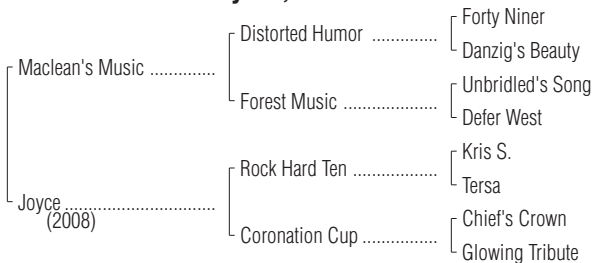 Forty Niner
Distorted Humor ..............
Danzig's Beauty
Maclean's Music ..............
Unbridled's Song
Forest Music ....................
Defer West
Kris S.
Rock Hard Ten ..................
Tersa
Joyce................................
(2008)
Chief's Crown
Coronation Cup ................
Glowing Tribute